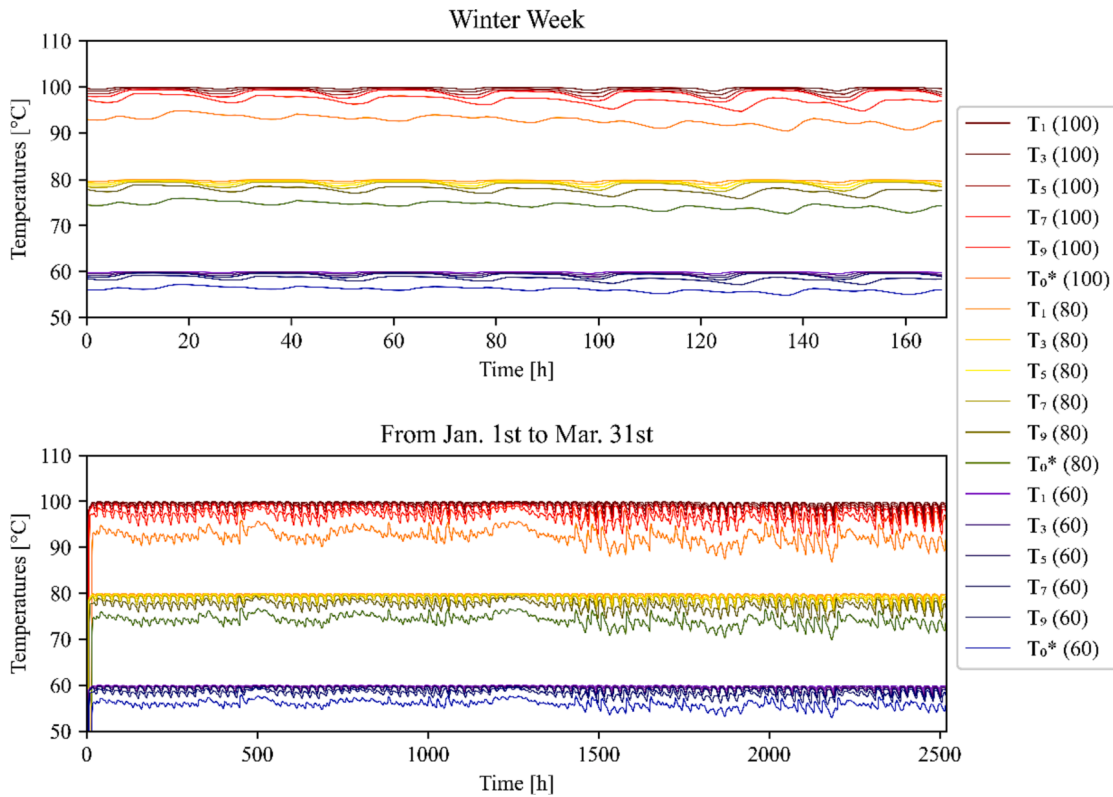 Winter Week
110
100
90
80
70
60
50
Temperatures [°C]
0 20 40 60 80 100 120 140 160
Time [h]
From Jan. 1st to Mar. 31st
110
100
90
80
70
60
50
Temperatures [°C]
0 500 1000 1500 2000 2500
Time [h]
T₁ (100)
T₃ (100)
T₅ (100)
T₇ (100)
T₉ (100)
T₀* (100)
T₁ (80)
T₃ (80)
T₅ (80)
T₇ (80)
T₉ (80)
T₀* (80)
T₁ (60)
T₃ (60)
T₅ (60)
T₇ (60)
T₉ (60)
T₀* (60)